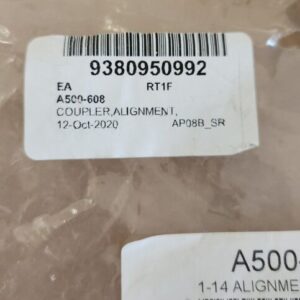 9380950992
EA RT1F
A500-608
COUPLER,ALIGNMENT,
12-Oct-2020 AP08B_SR
A500-
1-14 ALIGNME